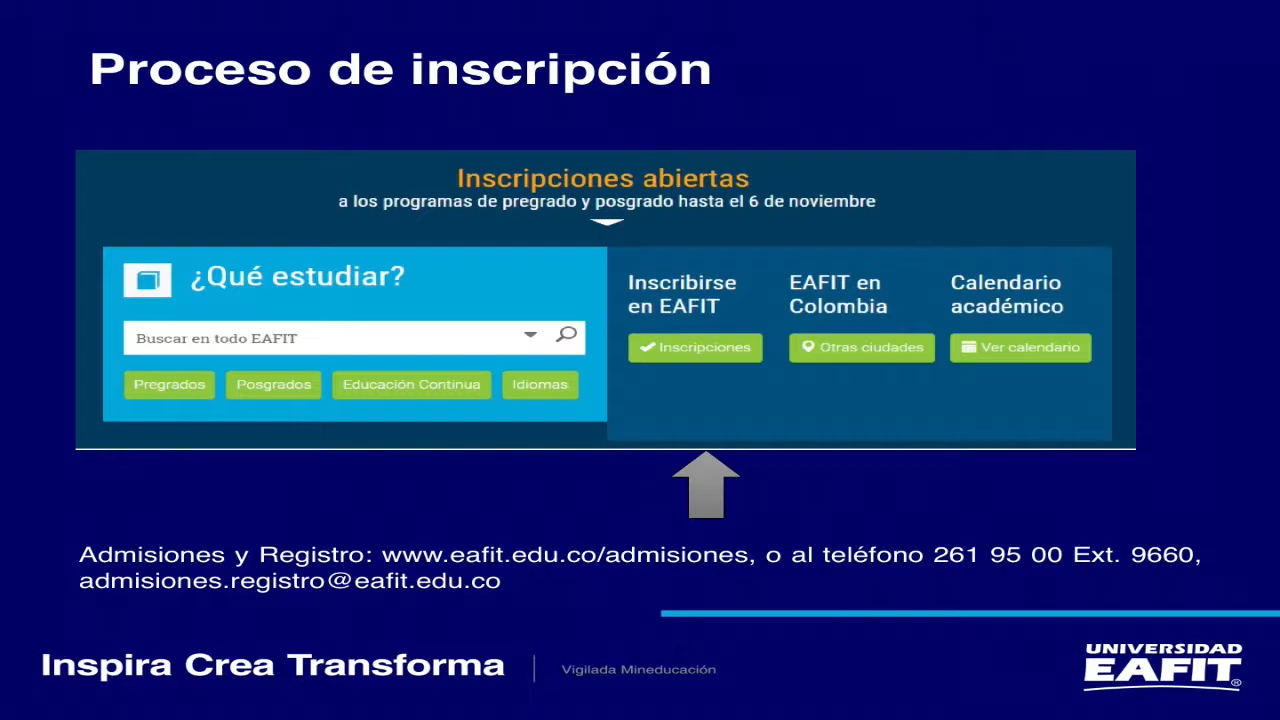 Proceso de inscripción
Inscripciones abiertas
a los programas de pregrado y posgrado hasta el 6 de noviembre
¿Qué estudiar?
Buscar en todo EAFIT
Pregrados
Posgrados
Educación Continua
Idiomas
Inscribirse
en EAFIT
Inscripciones
EAFIT en
Colombia
Otras ciudades
Calendario
académico
Ver calendario
Admisiones y Registro: www.eafit.edu.co/admisiones, o al teléfono 261 95 00 Ext. 9660,
admisiones.registro@eafit.edu.co
Inspira Crea Transforma
Vigilada Mineducación
UNIVERSIDAD
EAFIT®